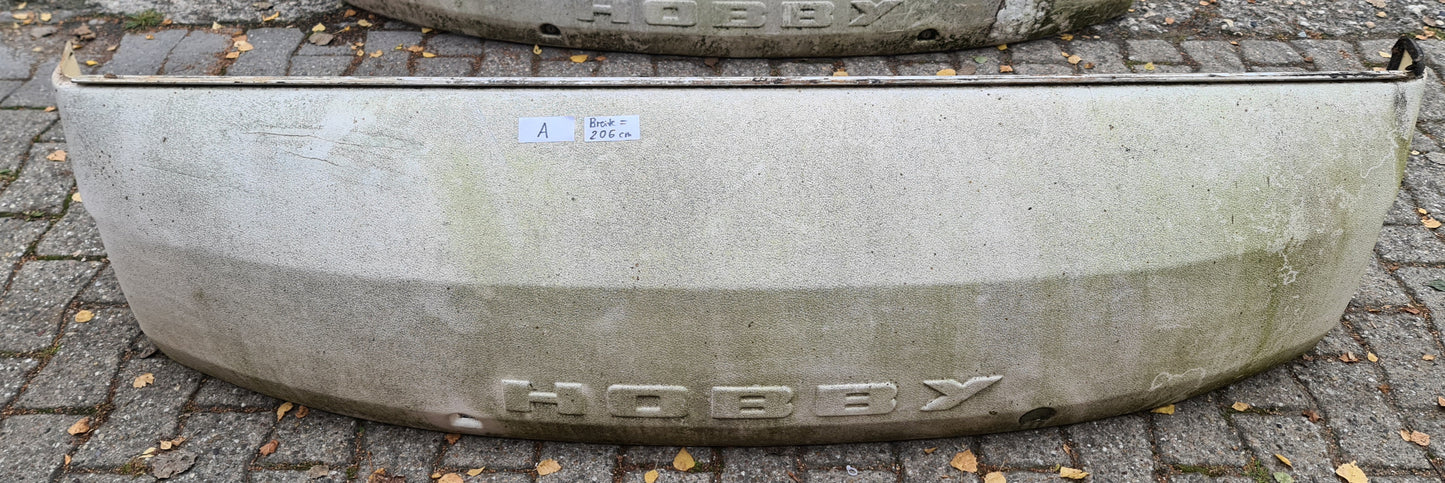 HOBBY
A
Breite =
206 cm
HOBBY